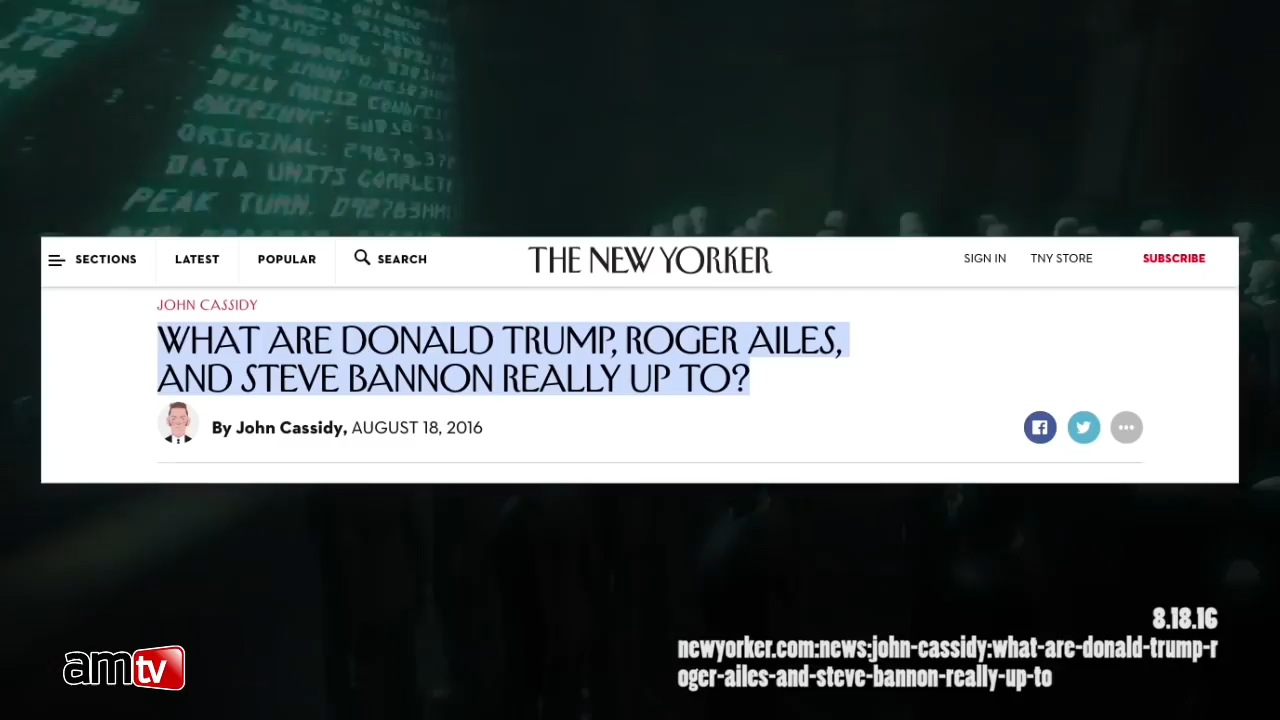 ORIGINAL:
DATA UNITS COMPLETE
PEAK TURN.
SECTIONS LATEST POPULAR SEARCH THE NEW YORKER SIGN IN TNY STORE SUBSCRIBE
JOHN CASSIDY
WHAT ARE DONALD TRUMP, ROGER AILES,
AND STEVE BANNON REALLY UP TO?
By John Cassidy, AUGUST 18, 2016
amtv
8.18.16
newyorker.com:news:john-cassidy:what-are-donald-trump-r
oger-ailes-and-steve-bannon-really-up-to